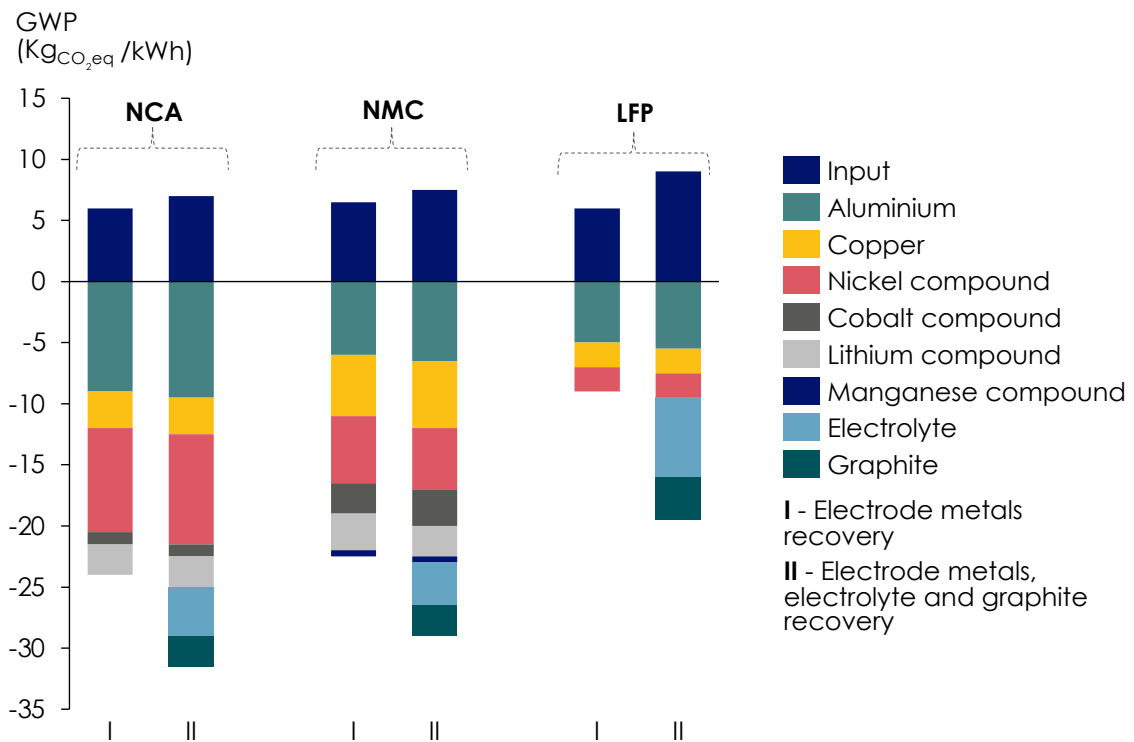 GWP
(Kg CO₂eq /kWh)
NCA
NMC
LFP
15
10
5
0
-5
-10
-15
-20
-25
-30
-35
I
II
I
II
I
II
Input
Aluminium
Copper
Nickel compound
Cobalt compound
Lithium compound
Manganese compound
Electrolyte
Graphite
I - Electrode metals
recovery
II - Electrode metals,
electrolyte and graphite
recovery